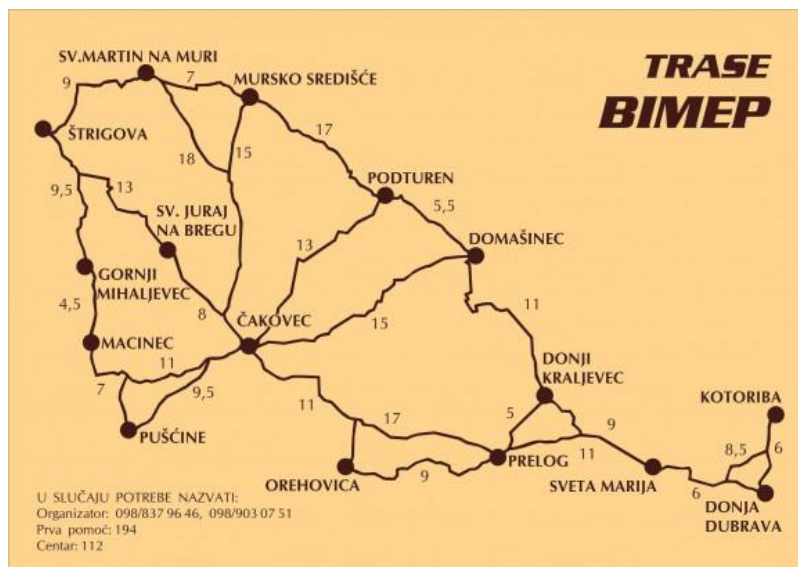 TRASE
BIMEP
SV.MARTIN NA MURI
9
7
MURSKO SREDIŠĆE
ŠTRIGOVA
18
15
17
9,5
13
SV. JURAJ
NA BREGU
PODTUREN
5,5
DOMAŠINEC
GORNJI
MIHALJEVEC
13
4,5
8
ČAKOVEC
15
11
MACINEC
11
7
9,5
DONJI
KRALJEVEC
11
17
5
9
KOTORIBA
PUŠĆINE
OREHOVICA
9
PRELOG
11
SVETA MARIJA
8,5
6
6
DONJA
DUBRAVA
U SLUČAJU POTREBE NAZVATI:
Organizator: 098/837 96 46, 098/903 07 51
Prva pomoć: 194
Centar: 112